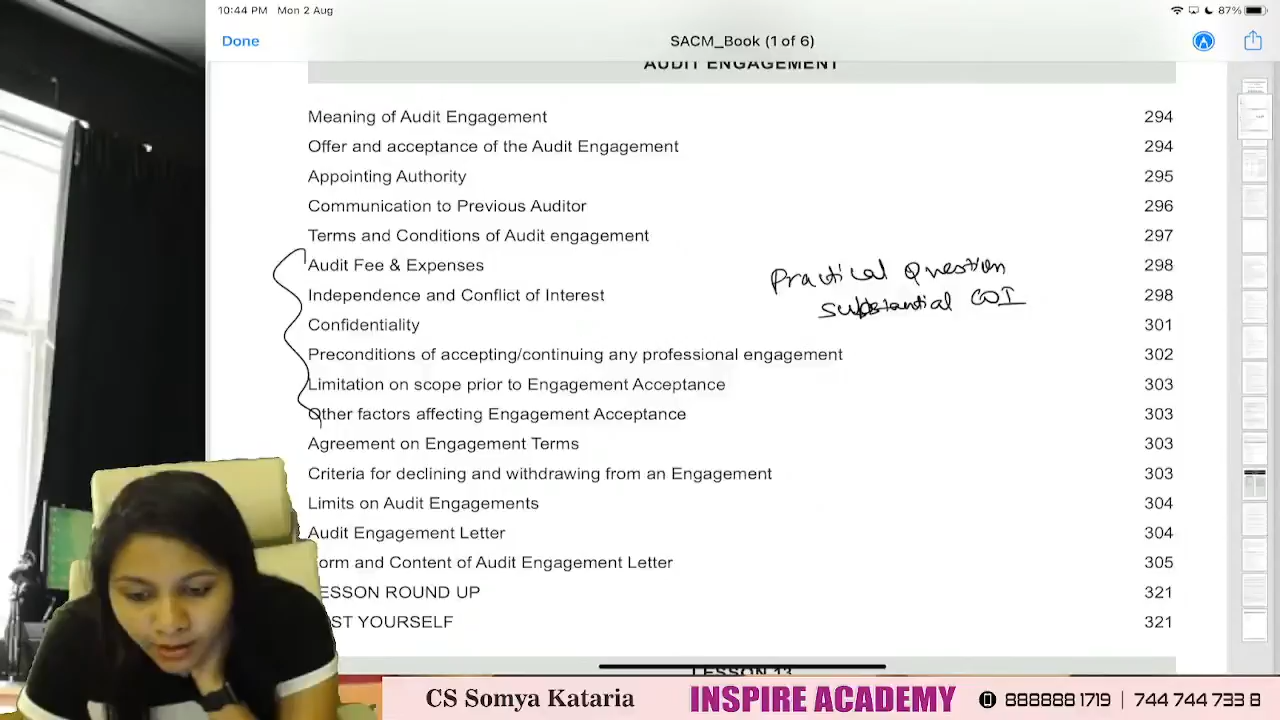 10:44 PM Mon 2 Aug
87%
Done
SACM_Book (1 of 6)
AUDIT ENGAGEMENT
Meaning of Audit Engagement 294
Offer and acceptance of the Audit Engagement 294
Appointing Authority 295
Communication to Previous Auditor 296
Terms and Conditions of Audit engagement 297
Audit Fee & Expenses 298
Independence and Conflict of Interest 298
Practical Question
substantial COI
Confidentiality 301
Preconditions of accepting/continuing any professional engagement 302
Limitation on scope prior to Engagement Acceptance 303
Other factors affecting Engagement Acceptance 303
Agreement on Engagement Terms 303
Criteria for declining and withdrawing from an Engagement 303
Limits on Audit Engagements 304
Audit Engagement Letter 304
orm and Content of Audit Engagement Letter 305
ESSON ROUND UP 321
ST YOURSELF 321
LESSON 13
CS Somya Kataria INSPIRE ACADEMY 888888 1719 | 744 744 733 8